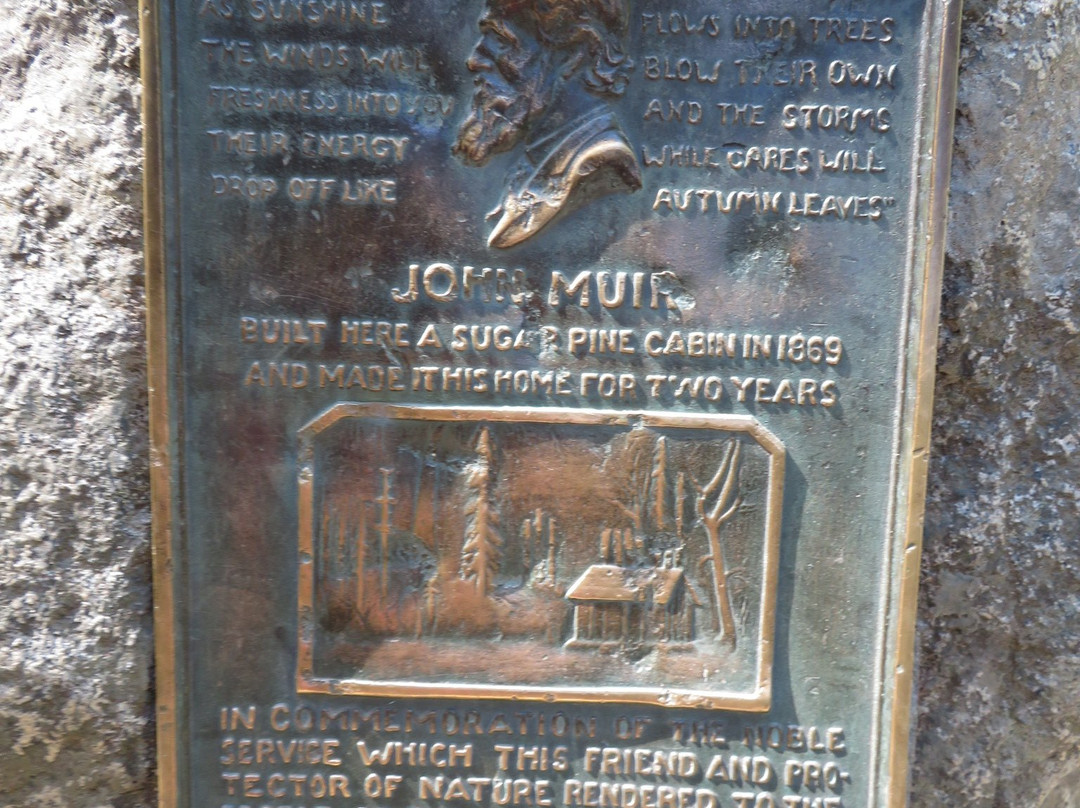 AS SUNSHINE FLOWS INTO TREES
THE WINDS WILL BLOW THEIR OWN
FRESHNESS INTO YOU AND THE STORMS
THEIR ENERGY WHILE CARES WILL
DROP OFF LIKE AUTUMN LEAVES"
JOHN MUIR
BUILT HERE A SUGAR PINE CABIN IN 1869
AND MADE IT HIS HOME FOR TWO YEARS
IN COMMEMORATION OF THE NOBLE
SERVICE WHICH THIS FRIEND AND PRO-
TECTOR OF NATURE RENDERED TO THE